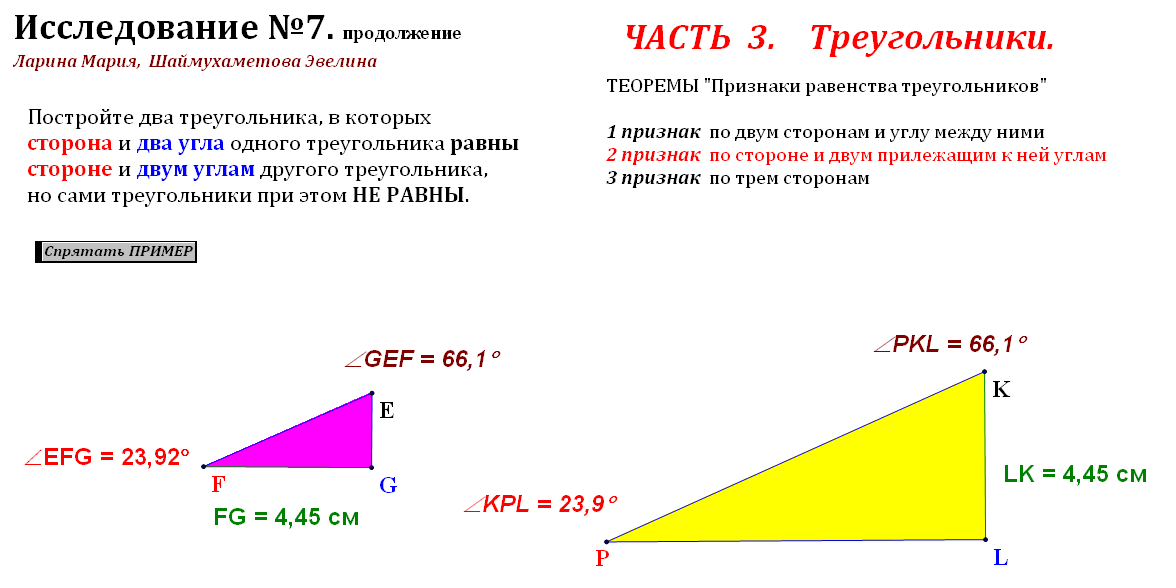 Исследование №7. продолжение
Ларина Мария, Шаймухаметова Эвелина
Постройте два треугольника, в которых
сторона и два угла одного треугольника равны
стороне и двум углам другого треугольника,
но сами треугольники при этом НЕ РАВНЫ.
Спрятать ПРИМЕР
ЧАСТЬ 3. Треугольники.
ТЕОРЕМЫ "Признаки равенства треугольников"
1 признак по двум сторонам и углу между ними
2 признак по стороне и двум прилежащим к ней углам
3 признак по трем сторонам
∠GEF = 66,1°
E
∠EFG = 23,92°
F
G
FG = 4,45 см
∠PKL = 66,1°
K
LK = 4,45 см
∠KPL = 23,9°
P
L